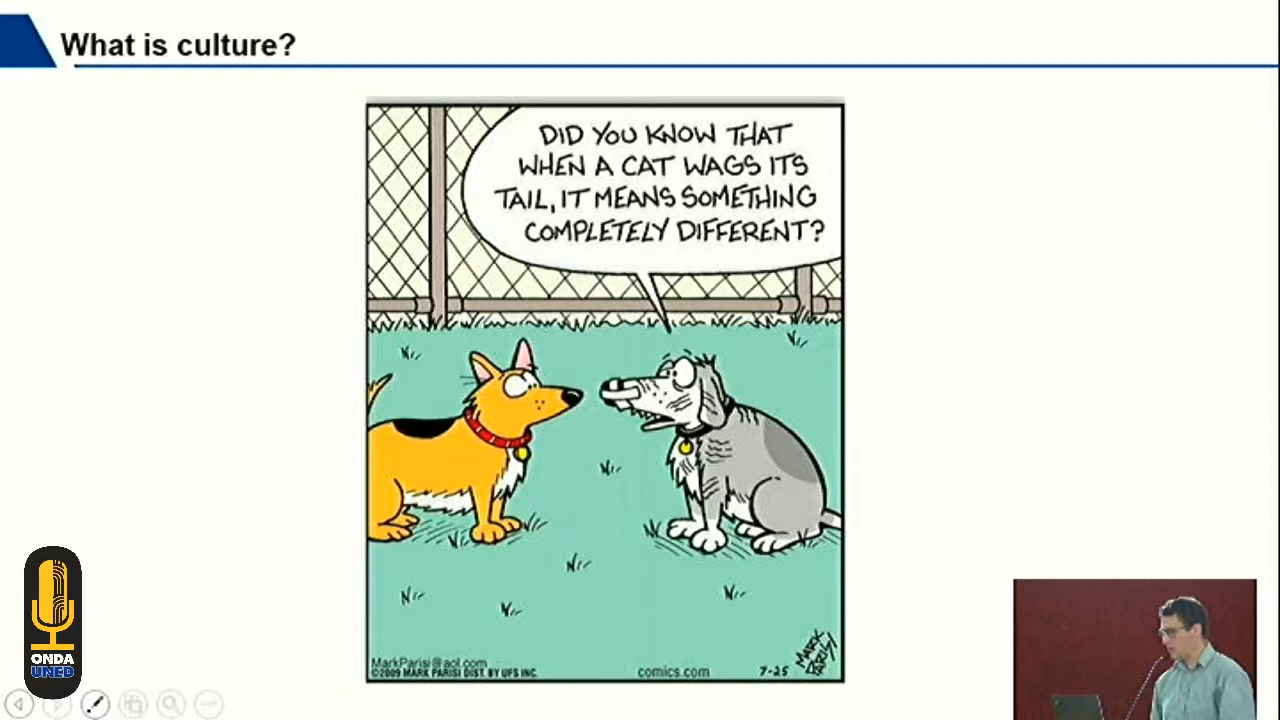 What is culture?
DID YOU KNOW THAT
WHEN A CAT WAGS ITS
TAIL, IT MEANS SOMETHING
COMPLETELY DIFFERENT?
MARK
PARISI
MarkParisi@aol.com
©2009 MARK PARISI DIST. BY UFS INC.
comics.com
7-25
ONDA
UNED